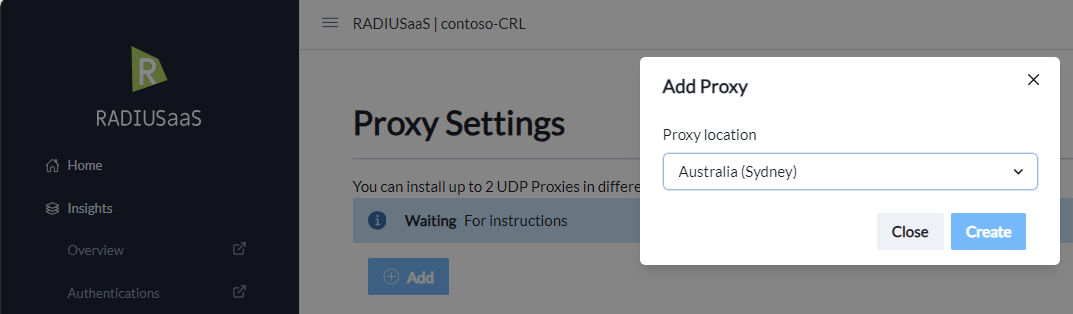 RADIUSaaS | contoso-CRL
R
RADIUSaaS
Home
Insights
Overview
Authentications
Proxy Settings
You can install up to 2 UDP Proxies in differe
Waiting For instructions
Add
Add Proxy
Proxy location
Australia (Sydney)
Close
Create